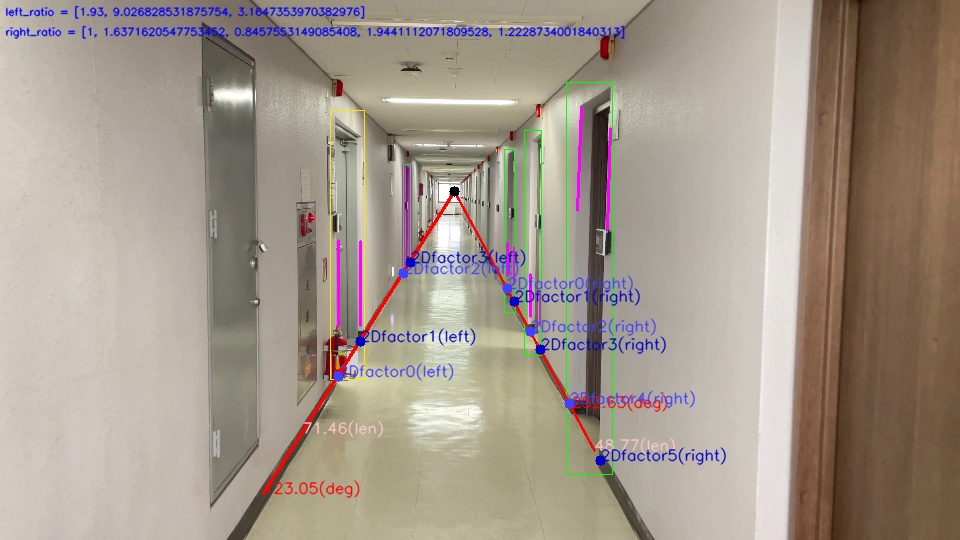 left_ratio = [1.93, 9.026828531875754, 3.1647353970382976]
right_ratio = [1, 1.6371620547753452, 0.8457553149085408, 1.9441112071809528, 1.2228734001840313]
2Dfactor3(left)
2Dfactor2(left)
2Dfactor0(right)
2Dfactor1(right)
2Dfactor2(right)
2Dfactor1(left)
2Dfactor3(right)
2Dfactor0(left)
2Dfactor4(right)
71.46(len)
48.77(len)
2Dfactor5(right)
23.05(deg)